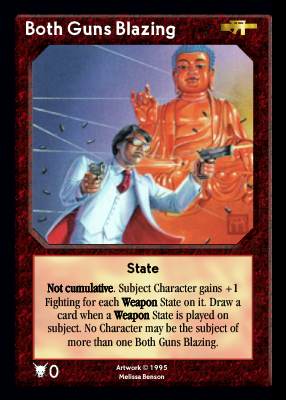 Both Guns Blazing
State
Not cumulative. Subject Character gains +1
Fighting for each Weapon State on it. Draw a
card when a Weapon State is played on
subject. No Character may be the subject of
more than one Both Guns Blazing.
0
Artwork © 1995
Melissa Benson